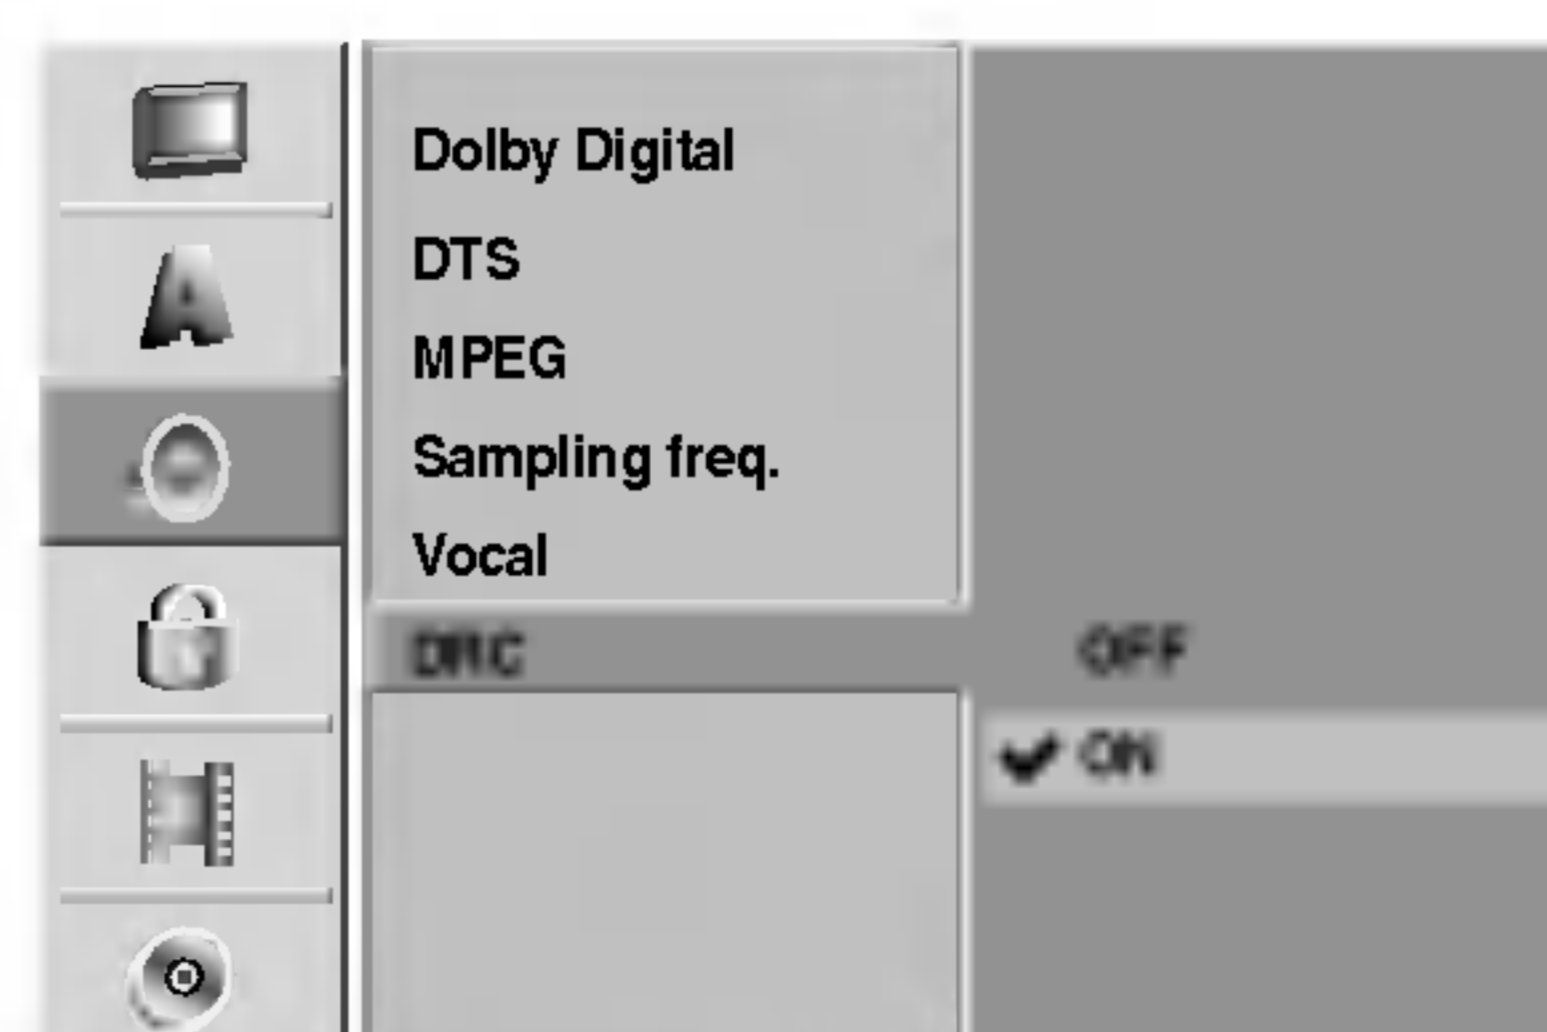 Dolby Digital
DTS
MPEG
Sampling freq.
Vocal
DRC
OFF
ON